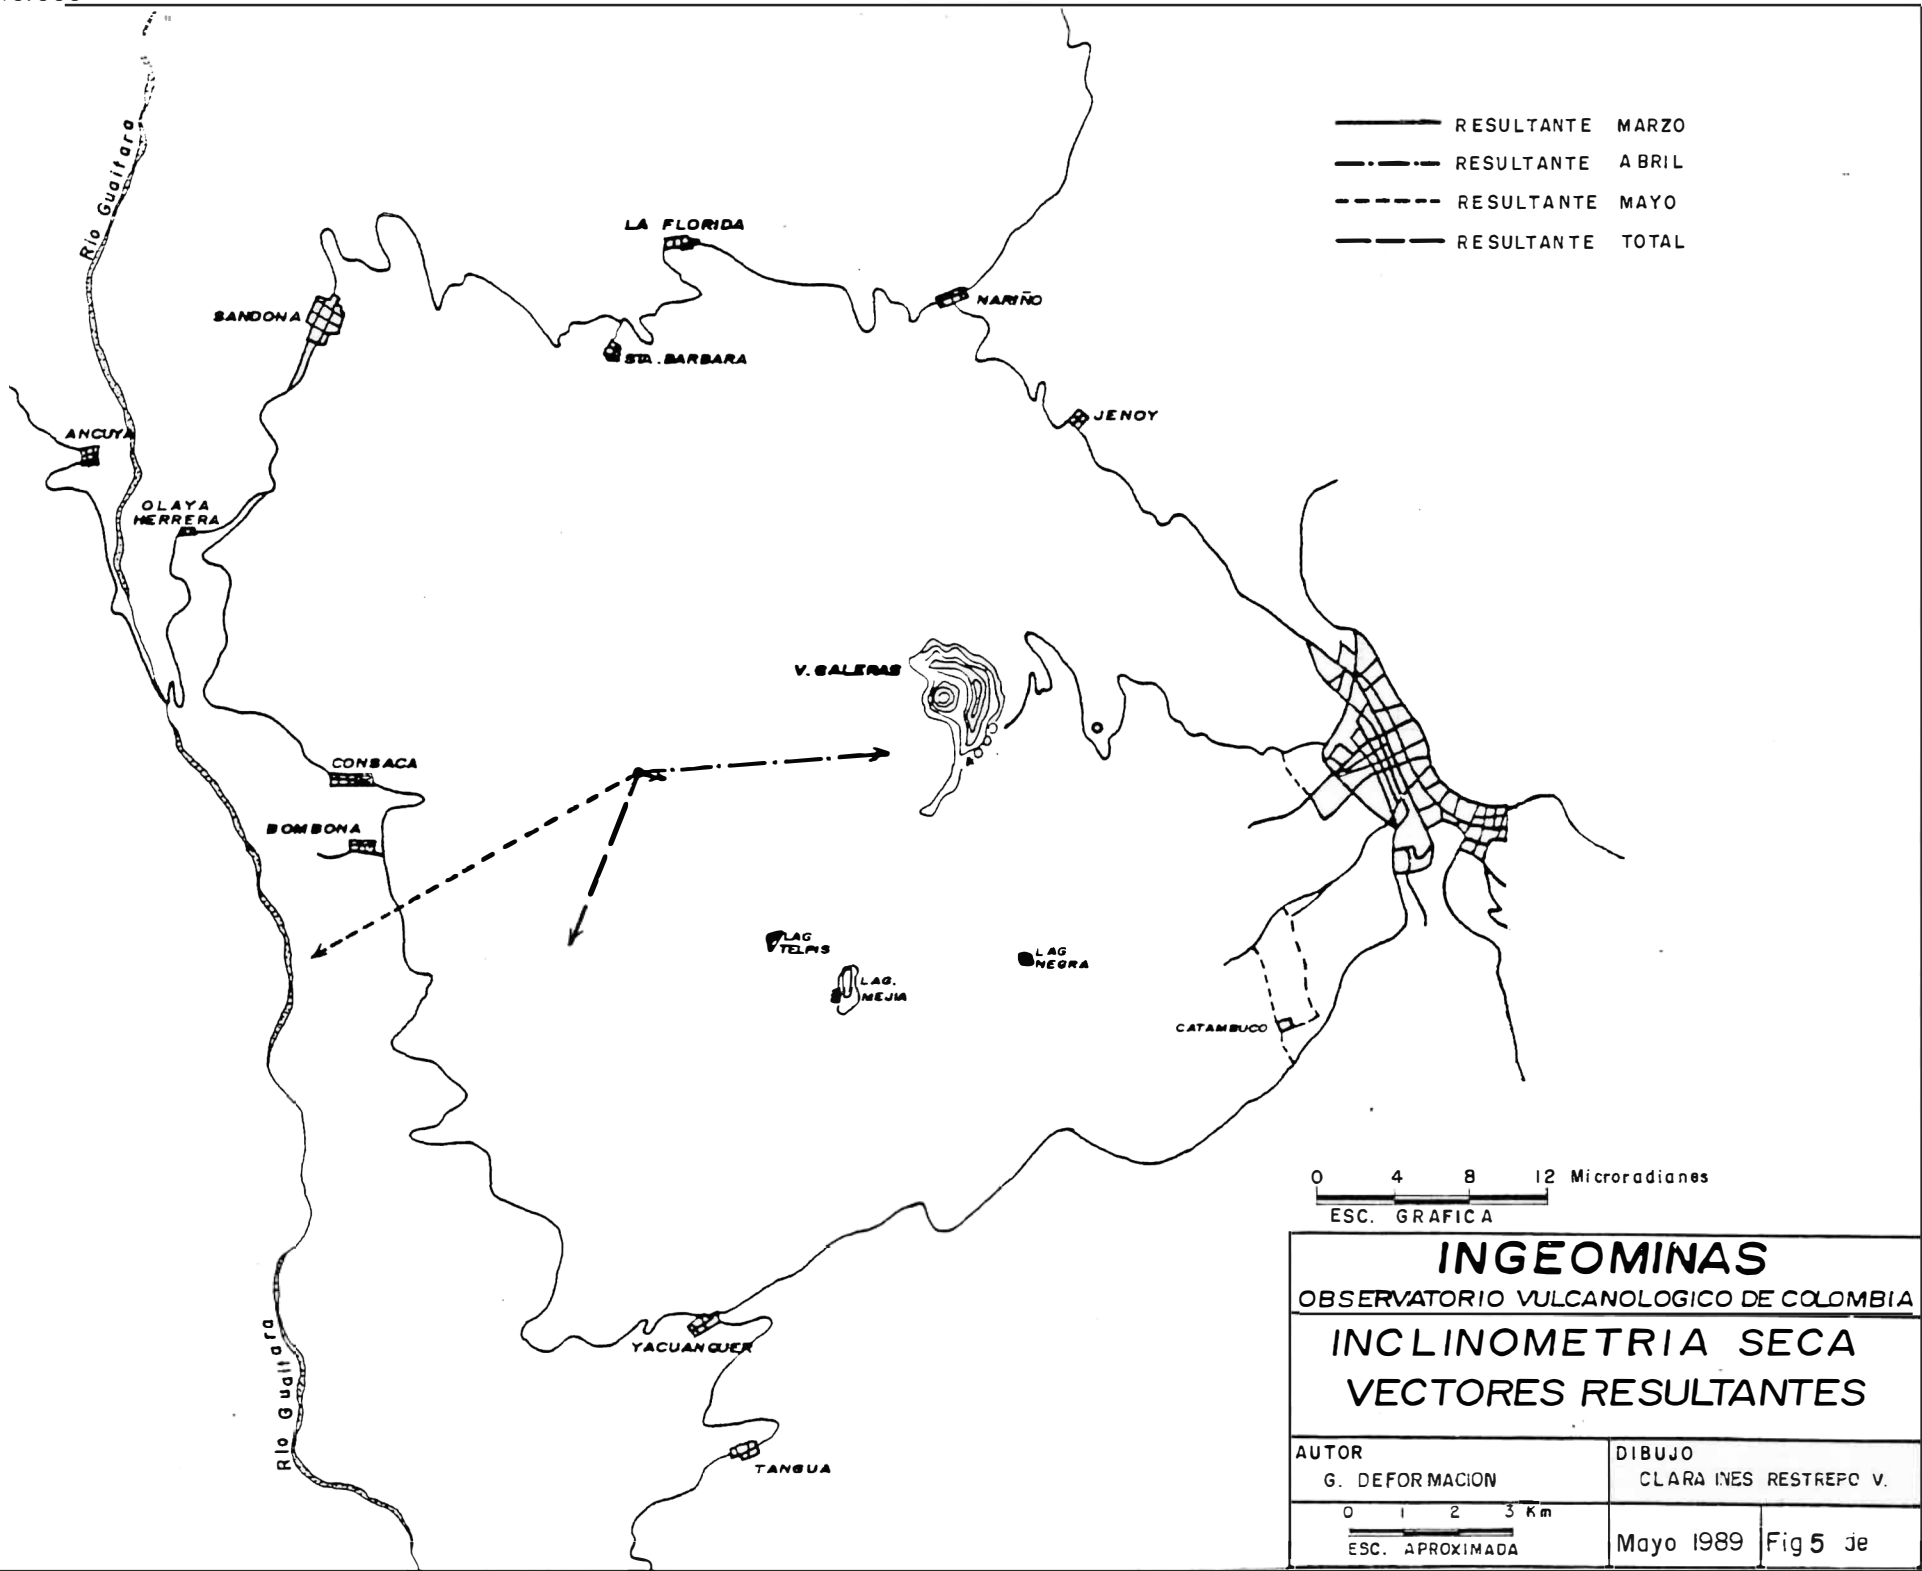 RESULTANTE MARZO
RESULTANTE ABRIL
RESULTANTE MAYO
RESULTANTE TOTAL
Rio Guaitara
LA FLORIDA
NARIÑO
SANDONA
STA. BARBARA
JENOY
ANCUYA
OLAYA
HERRERA
V. GALERAS
CONSACA
BOMBONA
LAG
TELPIS
LAG.
MEJIA
LAG
NEGRA
CATAMBUCO
0 4 8 12 Microradianes
ESC. GRAFICA
YACUANQUER
Rio Guaitara
TANGUA
INGEOMINAS
OBSERVATORIO VULCANOLOGICO DE COLOMBIA
INCLINOMETRIA SECA
VECTORES RESULTANTES
AUTOR
G. DEFORMACION
DIBUJO
CLARA INES RESTREPO V.
0 1 2 3 Km
ESC. APROXIMADA
Mayo 1989
Fig 5 de